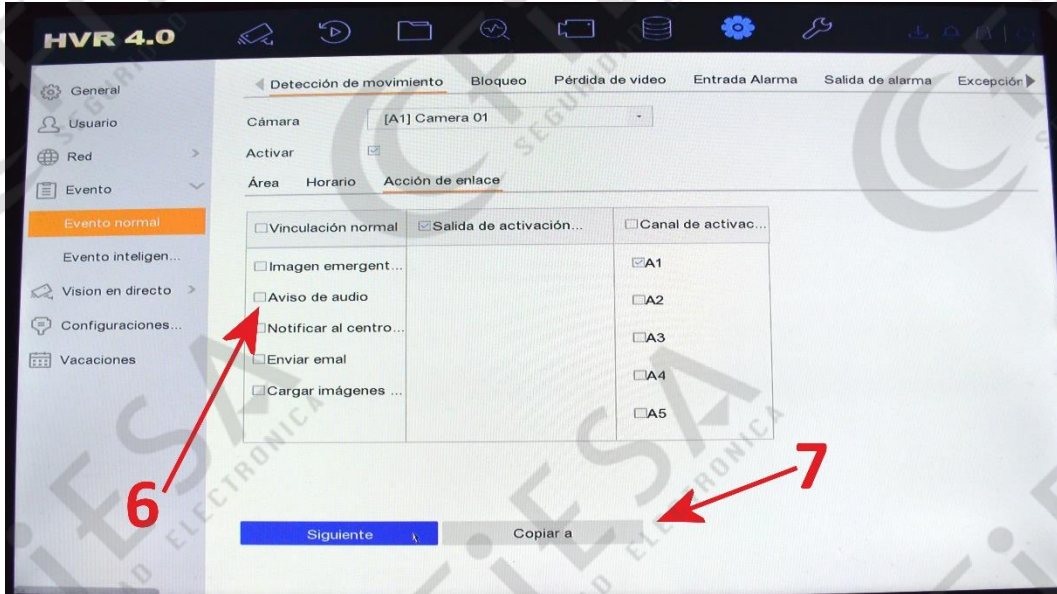 HVR 4.0
General
Usuario
Red
Evento
Evento normal
Evento inteligen...
Vision en directo
Configuraciones...
Vacaciones
Detección de movimiento Bloqueo Pérdida de video Entrada Alarma Salida de alarma Excepción
Cámara [A1] Camera 01
Activar
Área Horario Acción de enlace
Vinculación normal Salida de activación... Canal de activac...
Imagen emergent... A1
Aviso de audio A2
Notificar al centro... A3
Enviar emal A4
Cargar imágenes ... A5
6
7
Siguiente Copiar a
CFIESA
SEGURIDAD ELECTRONICA